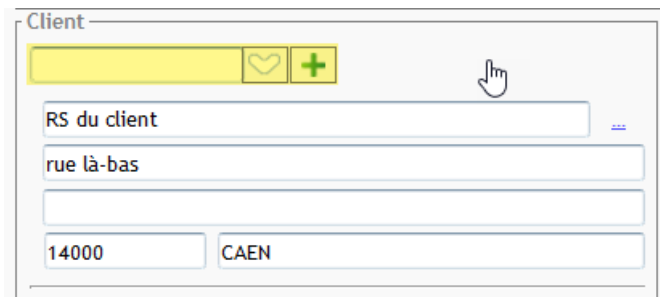 Client
RS du client
...
rue là-bas
14000 CAEN